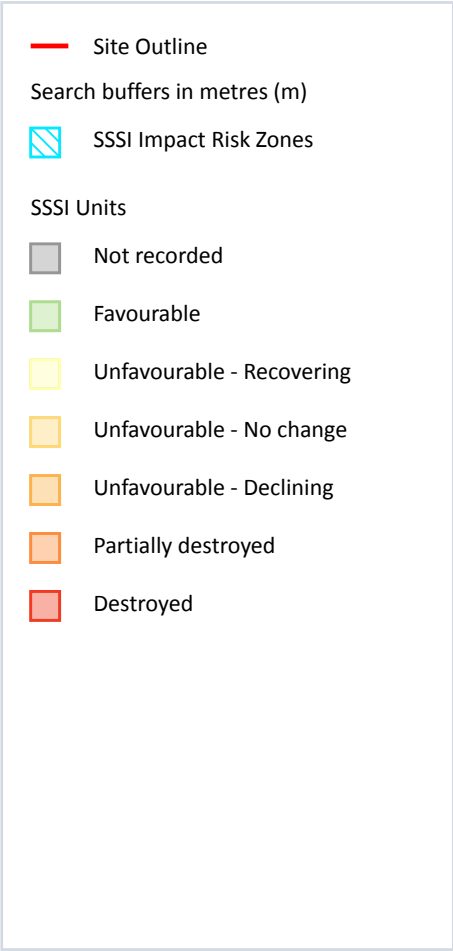 Site Outline
Search buffers in metres (m)
SSSI Impact Risk Zones
SSSI Units
Not recorded
Favourable
Unfavourable - Recovering
Unfavourable - No change
Unfavourable - Declining
Partially destroyed
Destroyed